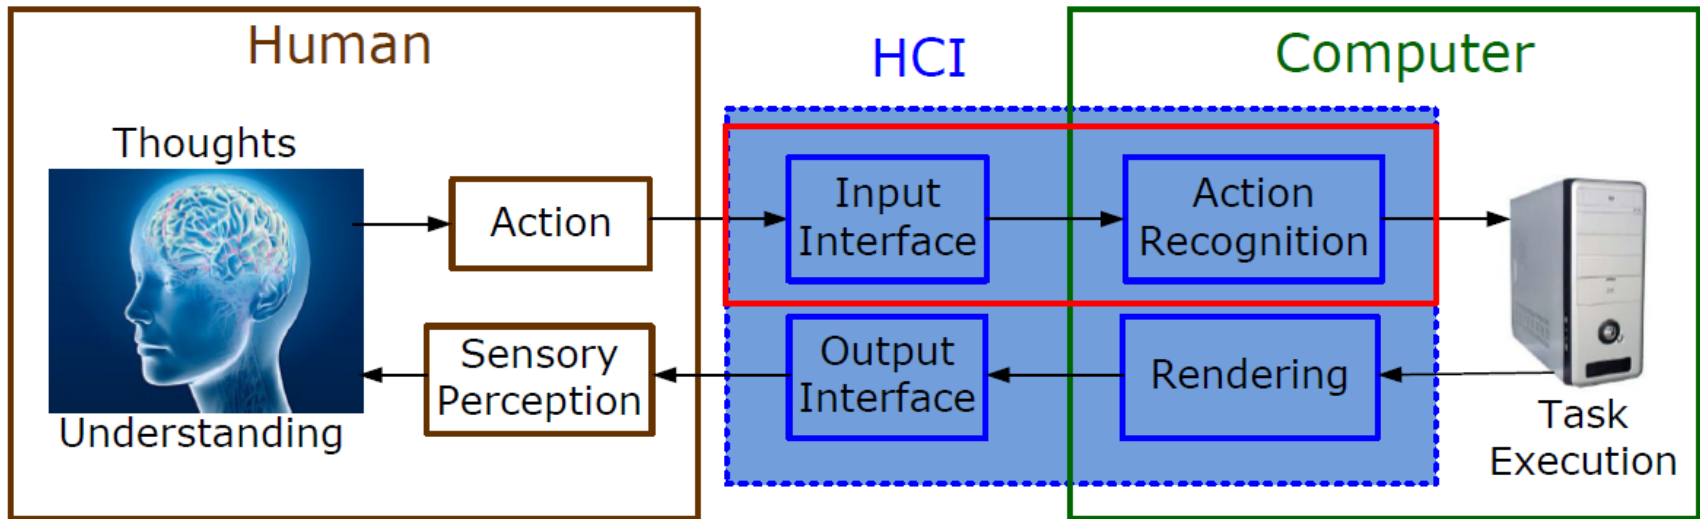 Human
HCI
Computer
Thoughts
Action
Input
Interface
Action
Recognition
Sensory
Perception
Output
Interface
Rendering
Understanding
Task
Execution